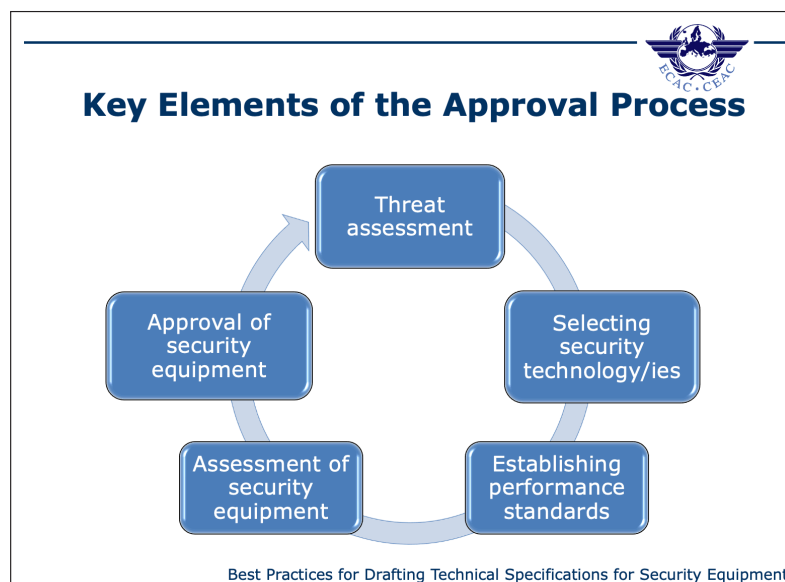 ECAC • CEAC
Key Elements of the Approval Process
Threat
assessment
Selecting
security
technology/ies
Establishing
performance
standards
Assessment of
security
equipment
Approval of
security
equipment
Best Practices for Drafting Technical Specifications for Security Equipment